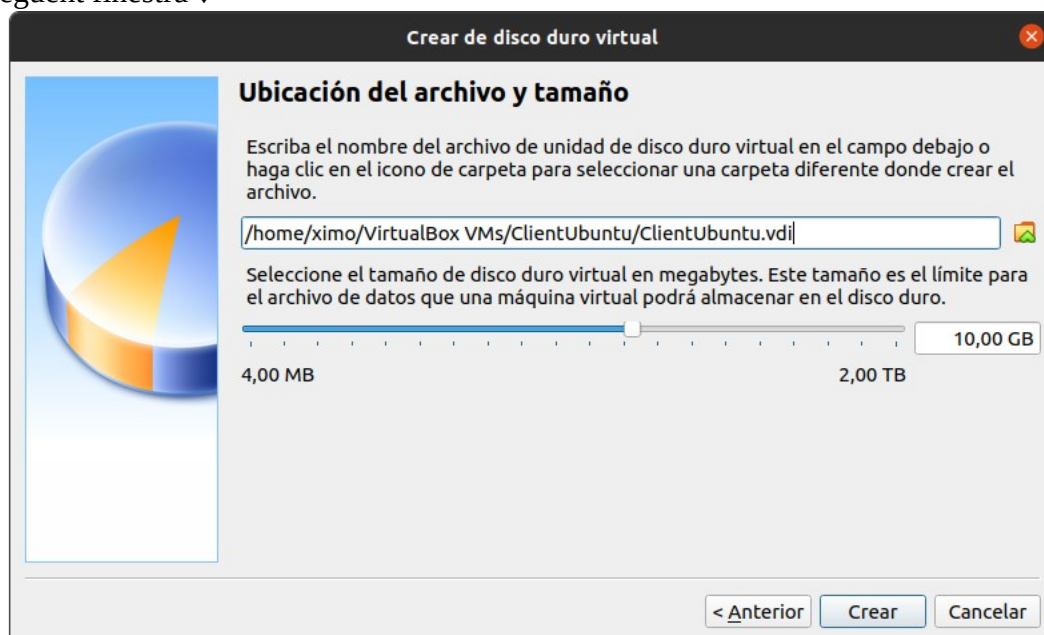 Crear de disco duro virtual
Ubicación del archivo y tamaño
Escriba el nombre del archivo de unidad de disco duro virtual en el campo debajo o
haga clic en el icono de carpeta para seleccionar una carpeta diferente donde crear el
archivo.
/home/ximo/VirtualBox VMs/ClientUbuntu/ClientUbuntu.vdi
Seleccione el tamaño de disco duro virtual en megabytes. Este tamaño es el límite para
el archivo de datos que una máquina virtual podrá almacenar en el disco duro.
10,00 GB
4,00 MB 2,00 TB
< Anterior Crear Cancelar